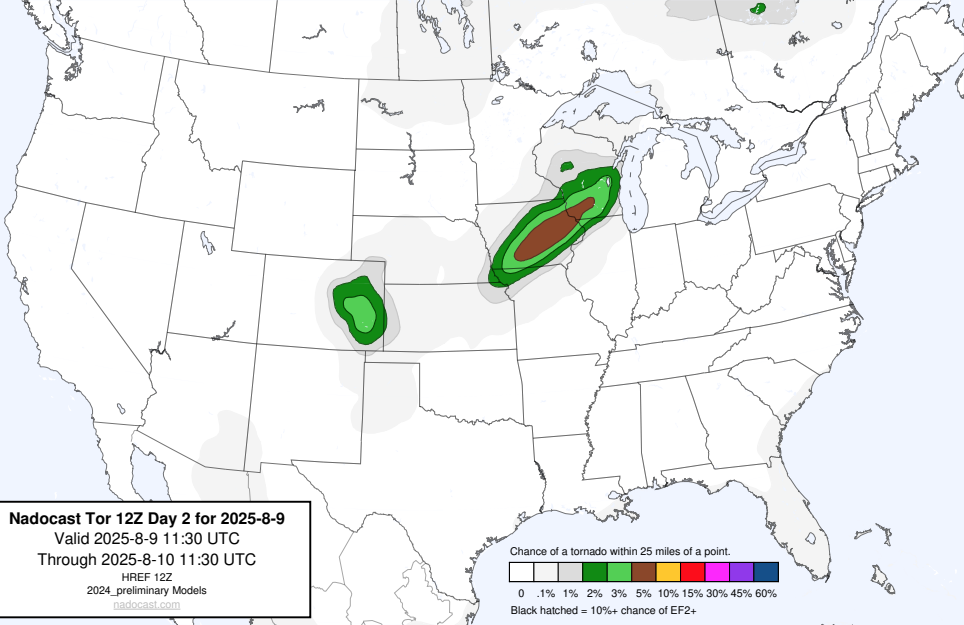 Nadocast Tor 12Z Day 2 for 2025-8-9
Valid 2025-8-9 11:30 UTC
Through 2025-8-10 11:30 UTC
HREF 12Z
2024_preliminary Models
nadocast.com
Chance of a tornado within 25 miles of a point.
0 .1% 1% 2% 3% 5% 10% 15% 30% 45% 60%
Black hatched = 10%+ chance of EF2+